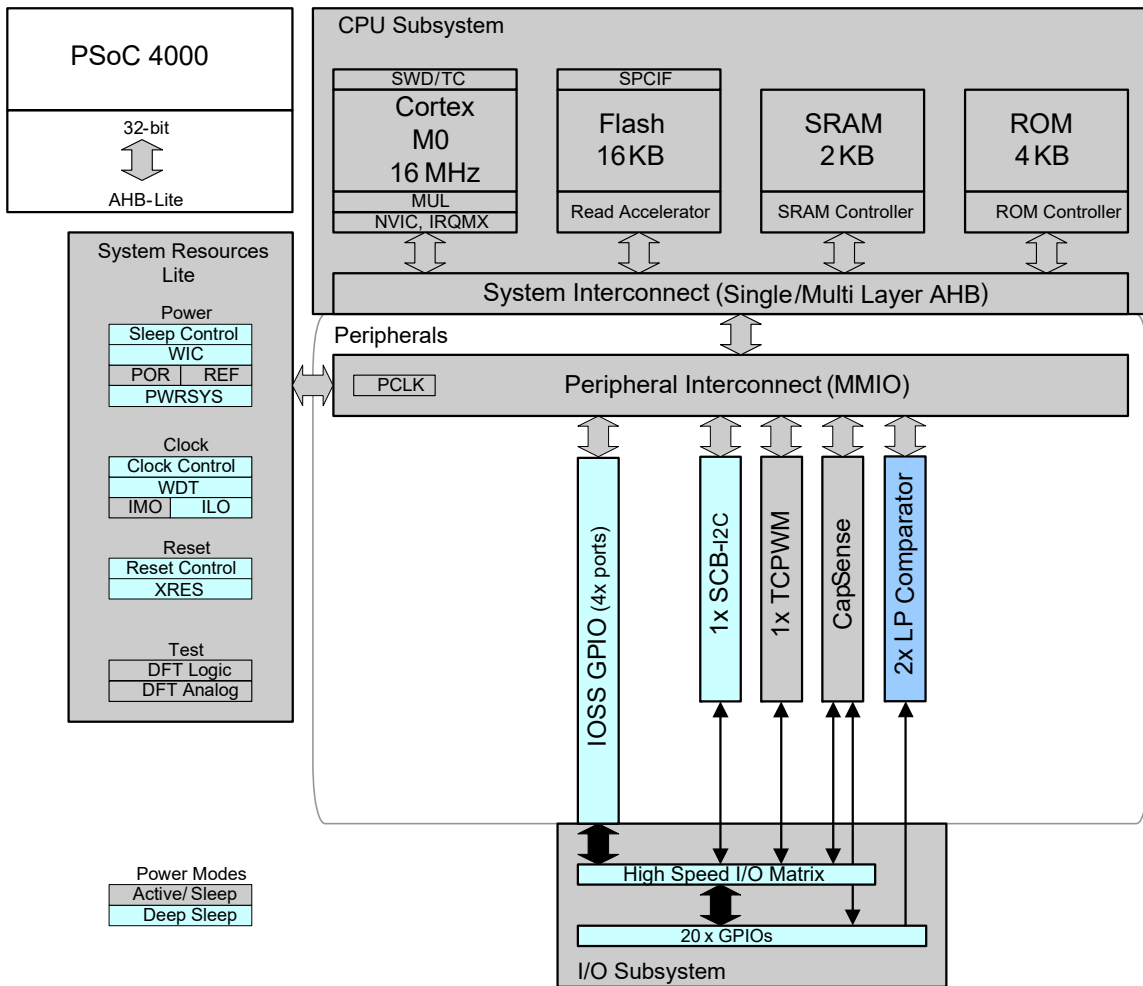 PSoC 4000
32-bit
AHB-Lite
CPU Subsystem
SWD/TC
Cortex
M0
16 MHz
MUL
NVIC, IRQMX
SPCIF
Flash
16 KB
Read Accelerator
SRAM
2 KB
SRAM Controller
ROM
4 KB
ROM Controller
System Interconnect (Single/Multi Layer AHB)
System Resources
Lite
Power
Sleep Control
WIC
POR REF
PWRSYS
Clock
Clock Control
WDT
IMO ILO
Reset
Reset Control
XRES
Test
DFT Logic
DFT Analog
Peripherals
PCLK
Peripheral Interconnect (MMIO)
IOSS GPIO (4x ports)
1x SCB-I2C
1x TCPWM
CapSense
2x LP Comparator
High Speed I/O Matrix
20 x GPIOs
I/O Subsystem
Power Modes
Active/ Sleep
Deep Sleep